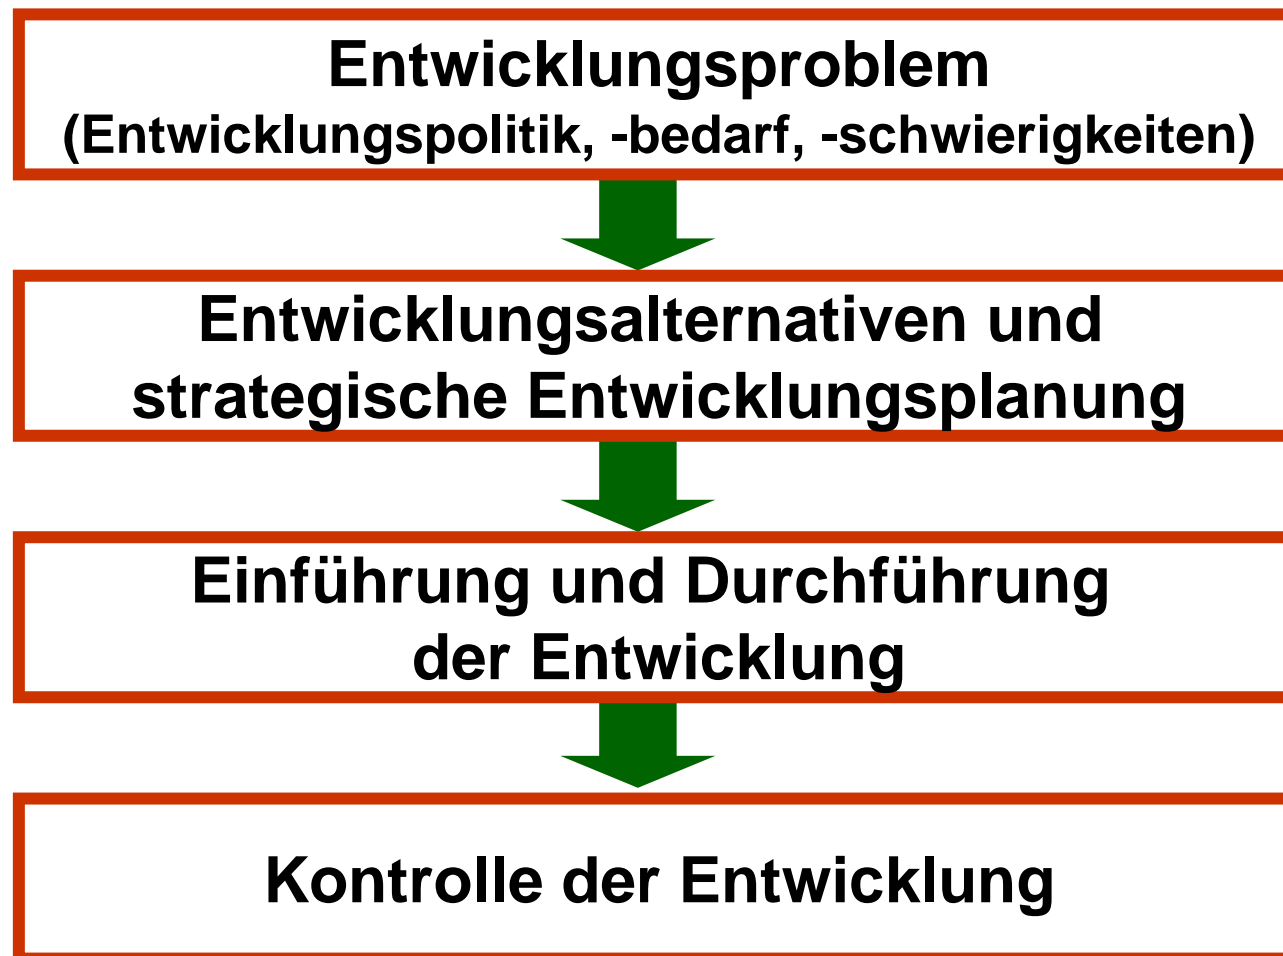 Entwicklungsproblem
(Entwicklungspolitik, -bedarf, -schwierigkeiten)
Entwicklungsalternativen und
strategische Entwicklungsplanung
Einführung und Durchführung
der Entwicklung
Kontrolle der Entwicklung